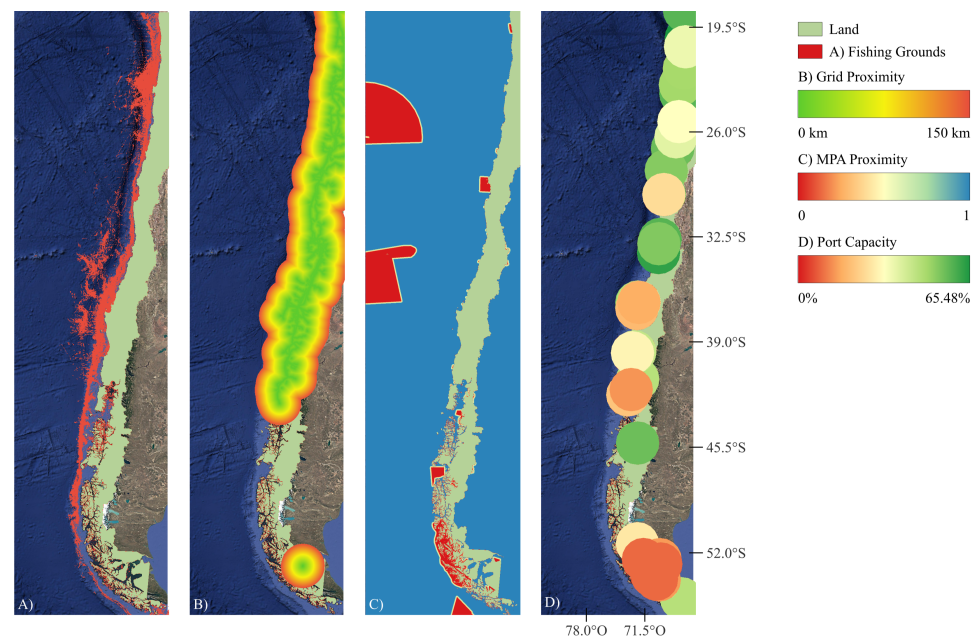 A)
B)
C)
D)
19.5°S
26.0°S
32.5°S
39.0°S
45.5°S
52.0°S
78.0°O 71.5°O
Land
A) Fishing Grounds
B) Grid Proximity
0 km 150 km
C) MPA Proximity
0 1
D) Port Capacity
0% 65.48%